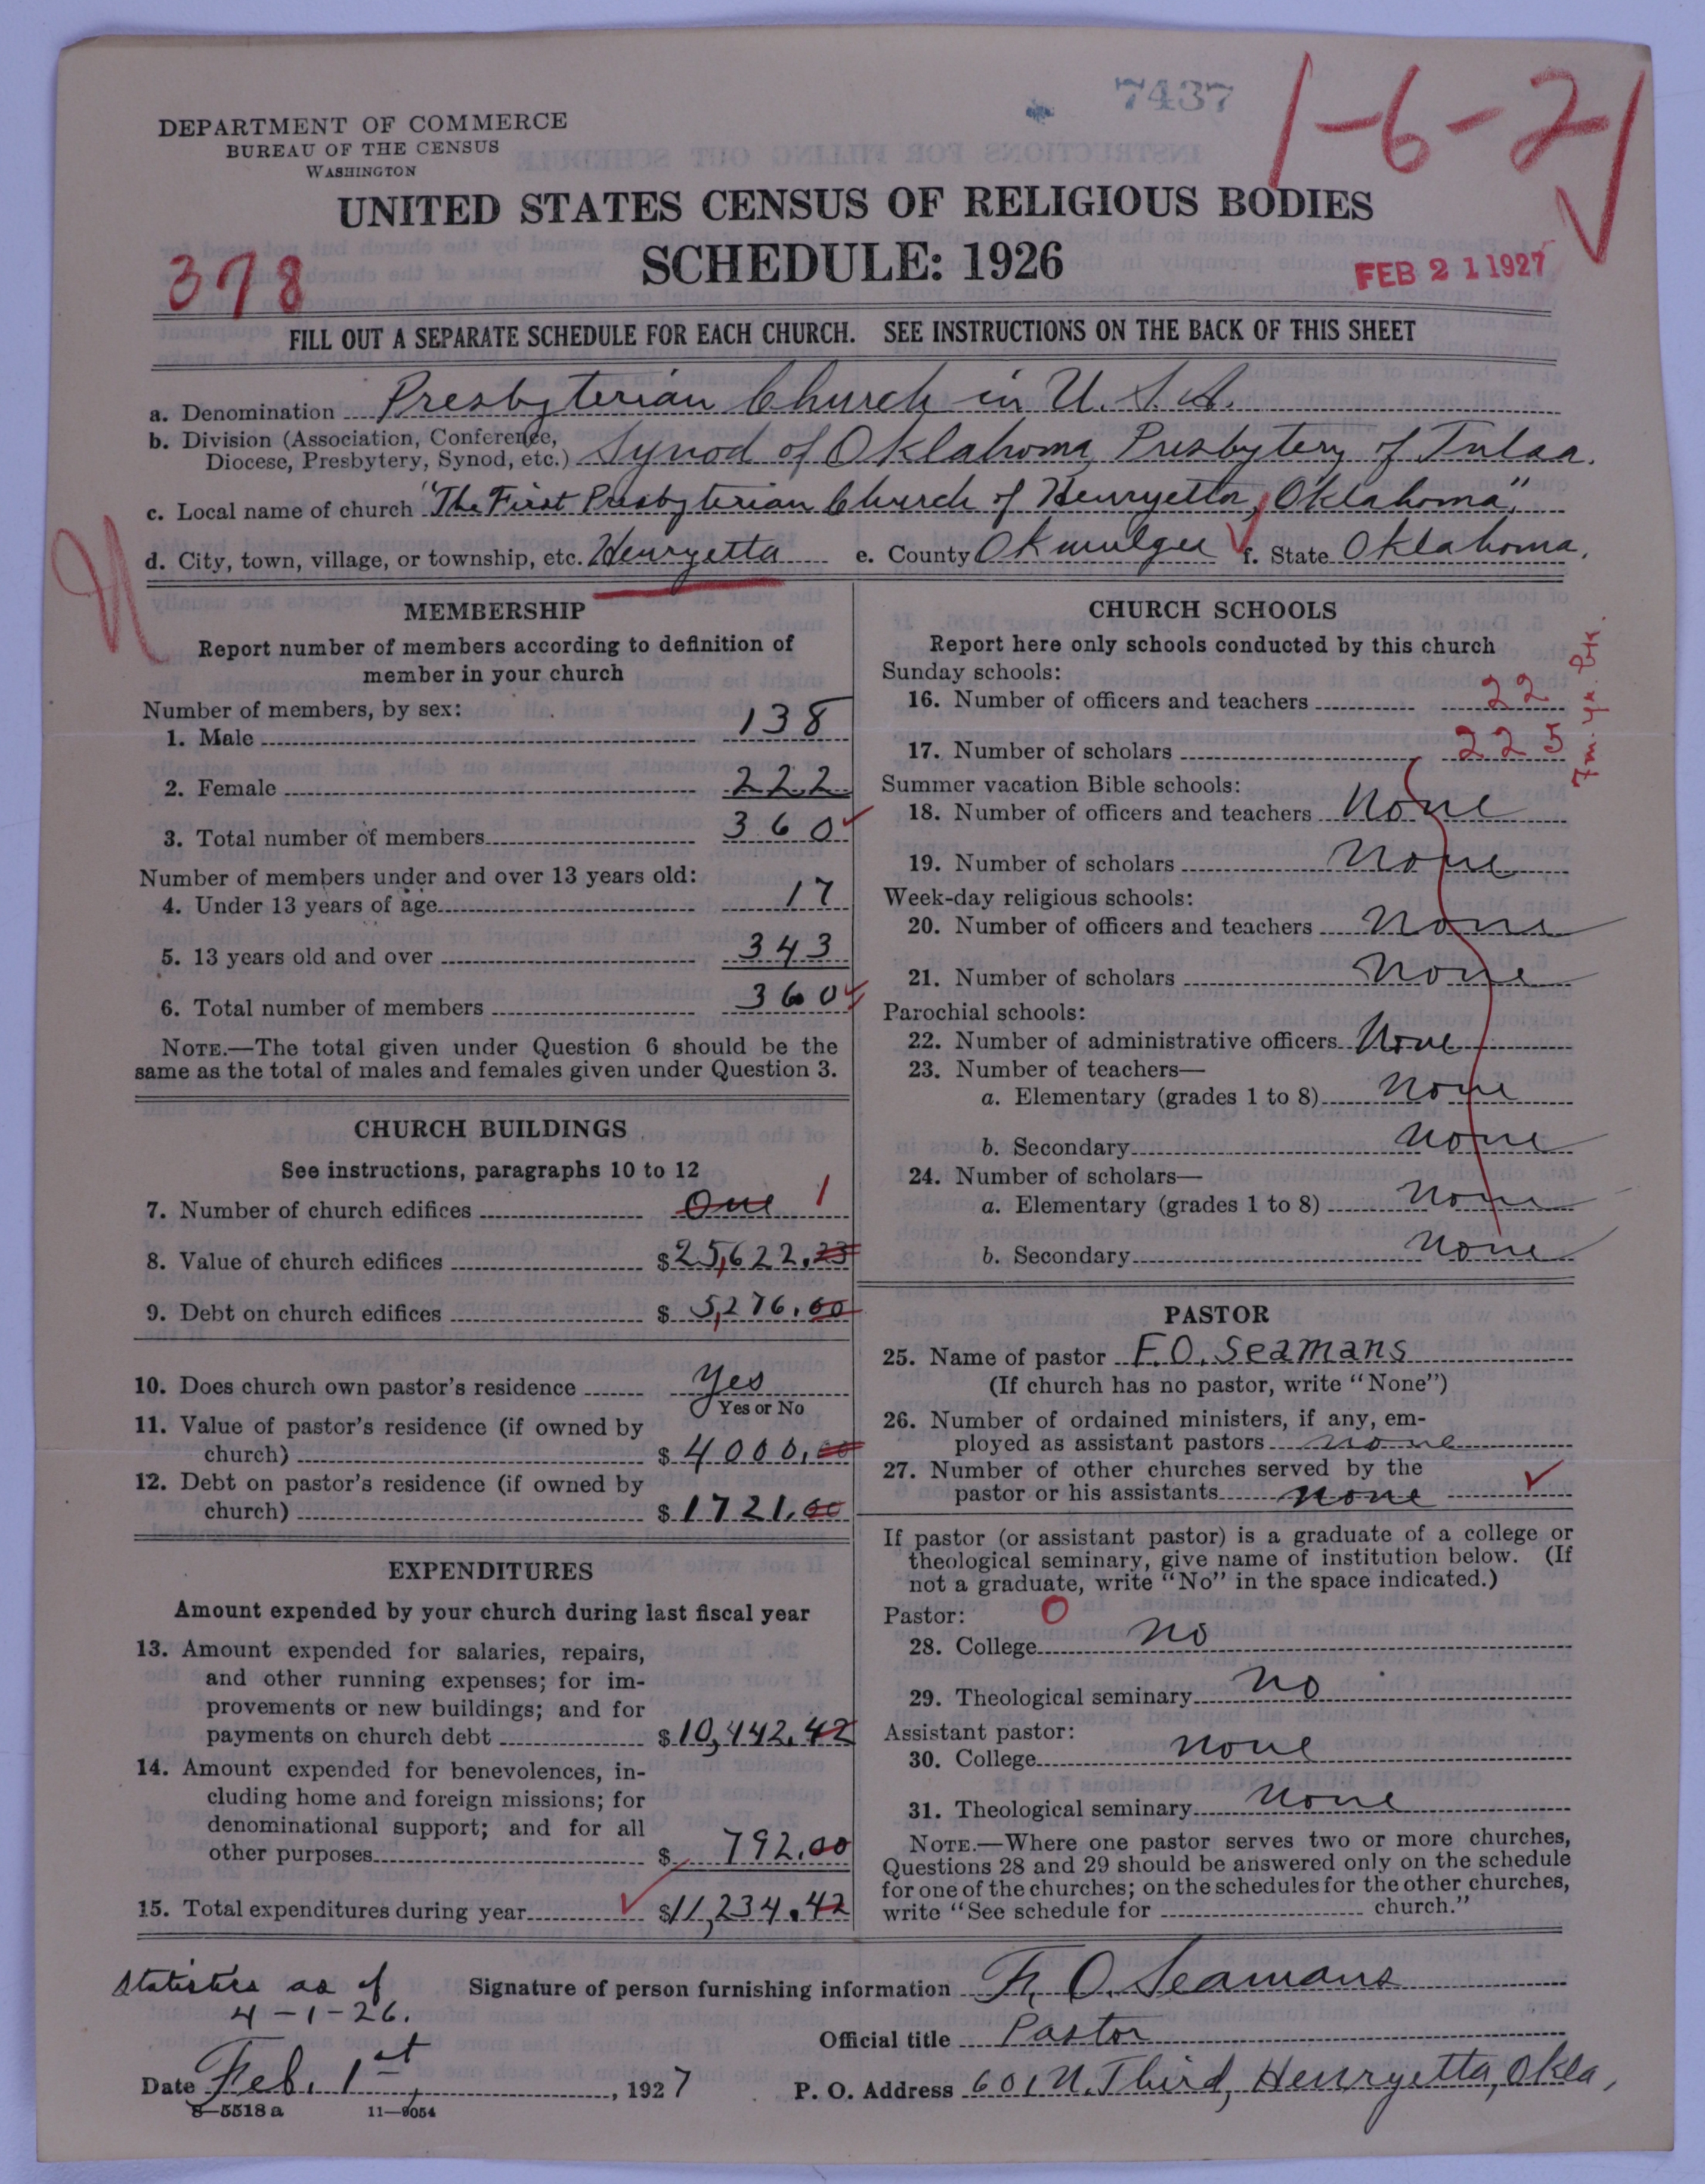 7437
1-6-2
DEPARTMENT OF COMMERCE
BUREAU OF THE CENSUS
WASHINGTON
UNITED STATES CENSUS OF RELIGIOUS BODIES
SCHEDULE: 1926
378
FEB 21 1927
FILL OUT A SEPARATE SCHEDULE FOR EACH CHURCH. SEE INSTRUCTIONS ON THE BACK OF THIS SHEET
a. Denomination Presbyterian Church in U.S.A.
b. Division (Association, Conference,
Diocese, Presbytery, Synod, etc.) Synod of Oklahoma, Presbytery of Tulsa.
c. Local name of church "The First Presbyterian Church of Henryetta, Oklahoma".
d. City, town, village, or township, etc. Henryetta e. County Okmulgee f. State Oklahoma.
MEMBERSHIP
Report number of members according to definition of
member in your church
Number of members, by sex:
1. Male 138
2. Female 222
3. Total number of members 360
Number of members under and over 13 years old:
4. Under 13 years of age 17
5. 13 years old and over 343
6. Total number of members 360
NOTE.—The total given under Question 6 should be the
same as the total of males and females given under Question 3.
CHURCH BUILDINGS
See instructions, paragraphs 10 to 12
7. Number of church edifices One 1
8. Value of church edifices $25,622.23
9. Debt on church edifices $5,276.00
10. Does church own pastor's residence Yes
Yes or No
11. Value of pastor's residence (if owned by
church) $4000.00
12. Debt on pastor's residence (if owned by
church) $1721.00
EXPENDITURES
Amount expended by your church during last fiscal year
13. Amount expended for salaries, repairs,
and other running expenses; for im-
provements or new buildings; and for
payments on church debt $10,442.42
14. Amount expended for benevolences, in-
cluding home and foreign missions; for
denominational support; and for all
other purposes $792.00
15. Total expenditures during year $11,234.42
CHURCH SCHOOLS
Report here only schools conducted by this church
Sunday schools:
16. Number of officers and teachers 22
17. Number of scholars 225
Summer vacation Bible schools:
18. Number of officers and teachers None
19. Number of scholars None
Week-day religious schools:
20. Number of officers and teachers None
21. Number of scholars None
Parochial schools:
22. Number of administrative officers None
23. Number of teachers—
a. Elementary (grades 1 to 8) None
b. Secondary None
24. Number of scholars—
a. Elementary (grades 1 to 8) None
b. Secondary None
PASTOR
25. Name of pastor F.O. Seamans
(If church has no pastor, write "None")
26. Number of ordained ministers, if any, em-
ployed as assistant pastors none
27. Number of other churches served by the
pastor or his assistants none
If pastor (or assistant pastor) is a graduate of a college or
theological seminary, give name of institution below. (If
not a graduate, write "No" in the space indicated.)
Pastor: 0
28. College No
29. Theological seminary No
Assistant pastor:
30. College none
31. Theological seminary None
NOTE.—Where one pastor serves two or more churches,
Questions 28 and 29 should be answered only on the schedule
for one of the churches; on the schedules for the other churches,
write "See schedule for church."
Statistics as of
4-1-26.
Signature of person furnishing information F. O. Seamans
Official title Pastor
Date Feb. 1st, 1927 P. O. Address 601 N. Third, Henryetta, Okla,
8—5518a 11—9054